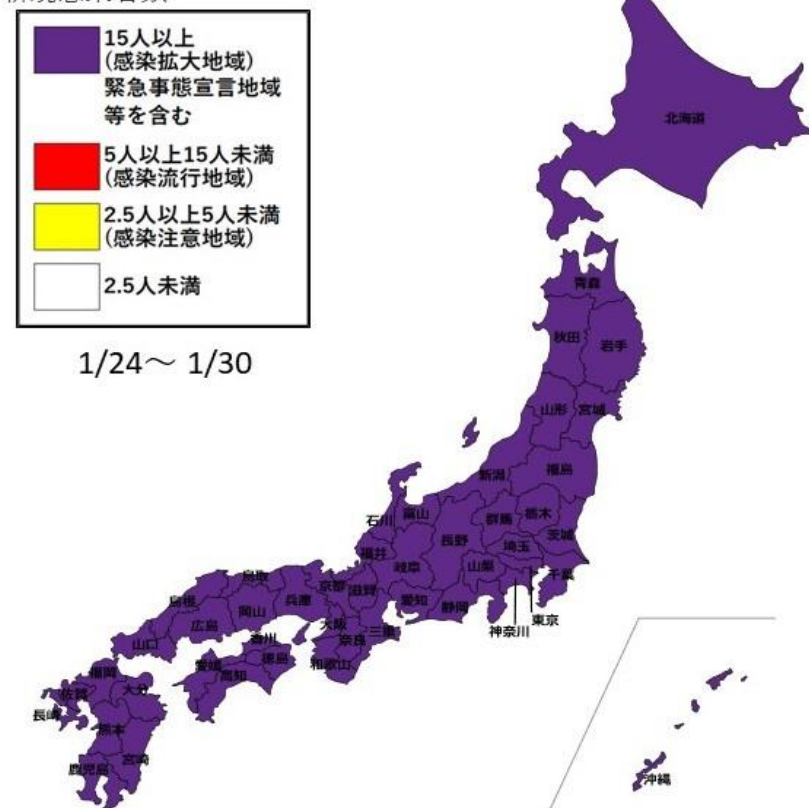 15人以上
(感染拡大地域)
緊急事態宣言地域
等を含む
5人以上15人未満
(感染流行地域)
2.5人以上5人未満
(感染注意地域)
2.5人未満
1/24～ 1/30
北海道
青森
秋田
岩手
山形
宮城
新潟
福島
石川
富山
群馬
栃木
茨城
福井
長野
埼玉
岐阜
山梨
千葉
鳥取
京都
滋賀
愛知
静岡
東京
神奈川
島根
岡山
兵庫
広島
大阪
奈良
三重
山口
香川
徳島
和歌山
愛媛
高知
福岡
大分
佐賀
長崎
熊本
宮崎
鹿児島
沖縄